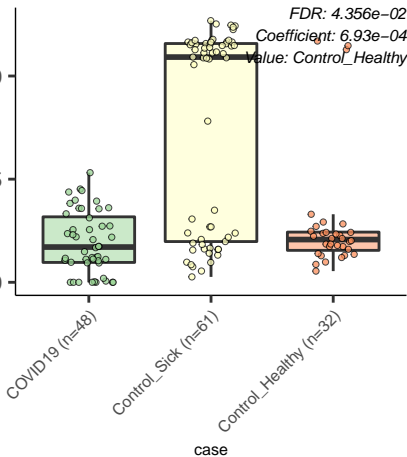 FDR: 4.356e−02
Coefficient: 6.93e−04
Value: Control_Healthy
COVID19 (n=48)
Control_Sick (n=61)
Control_Healthy (n=32)
case